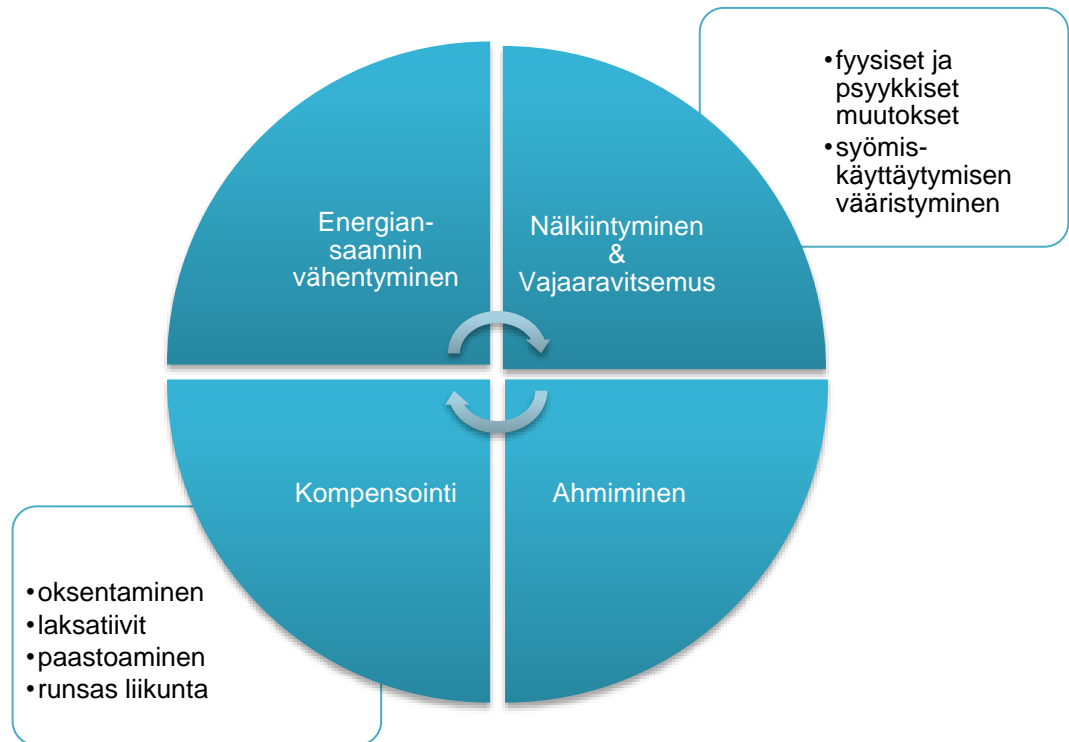 •fyysiset ja
psyykkiset
muutokset
•syömis-
käyttäytymisen
vääristyminen
Energian-
saannin
vähentyminen
Nälkiintyminen
&
Vajaaravitsemus
Kompensointi
Ahmiminen
•oksentaminen
•laksatiivit
•paastoaminen
•runsas liikunta